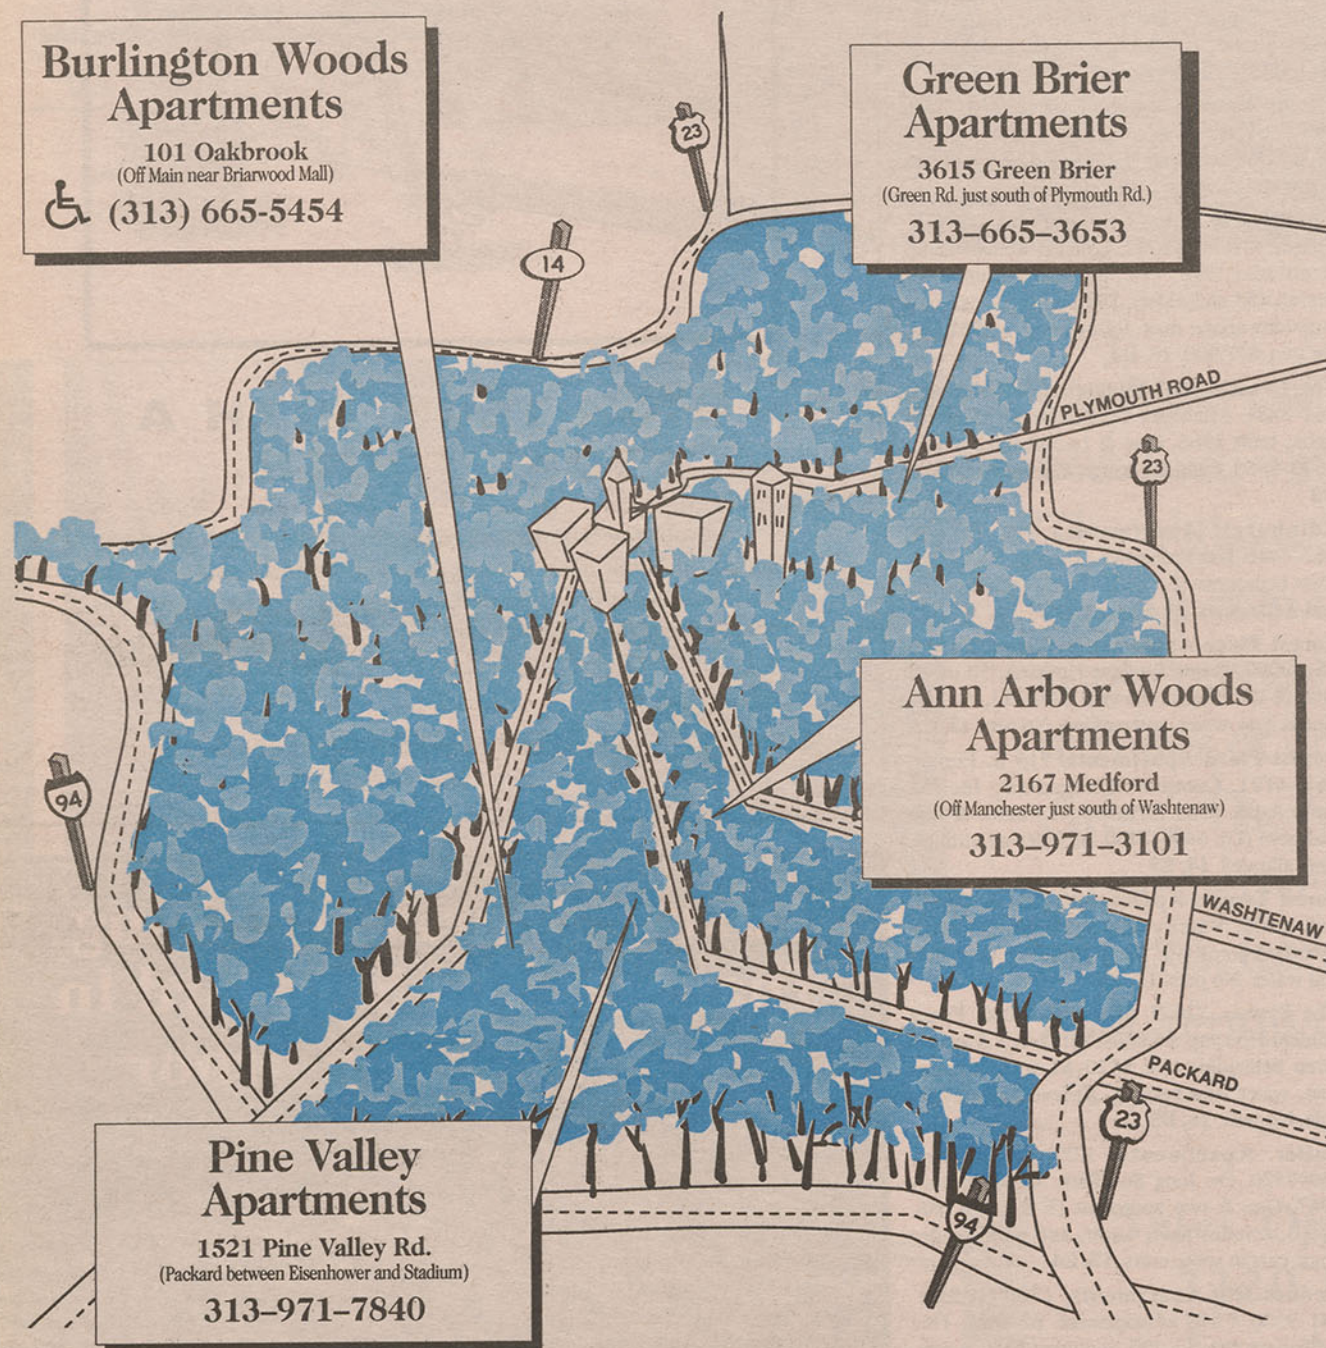 Burlington Woods
Apartments
101 Oakbrook
(Off Main near Briarwood Mall)
(313) 665-5454
Green Brier
Apartments
3615 Green Brier
(Green Rd. just south of Plymouth Rd.)
313–665–3653
23
14
PLYMOUTH ROAD
23
Ann Arbor Woods
Apartments
2167 Medford
(Off Manchester just south of Washtenaw)
313–971–3101
94
WASHTENAW
PACKARD
23
Pine Valley
Apartments
1521 Pine Valley Rd.
(Packard between Eisenhower and Stadium)
313–971–7840
94